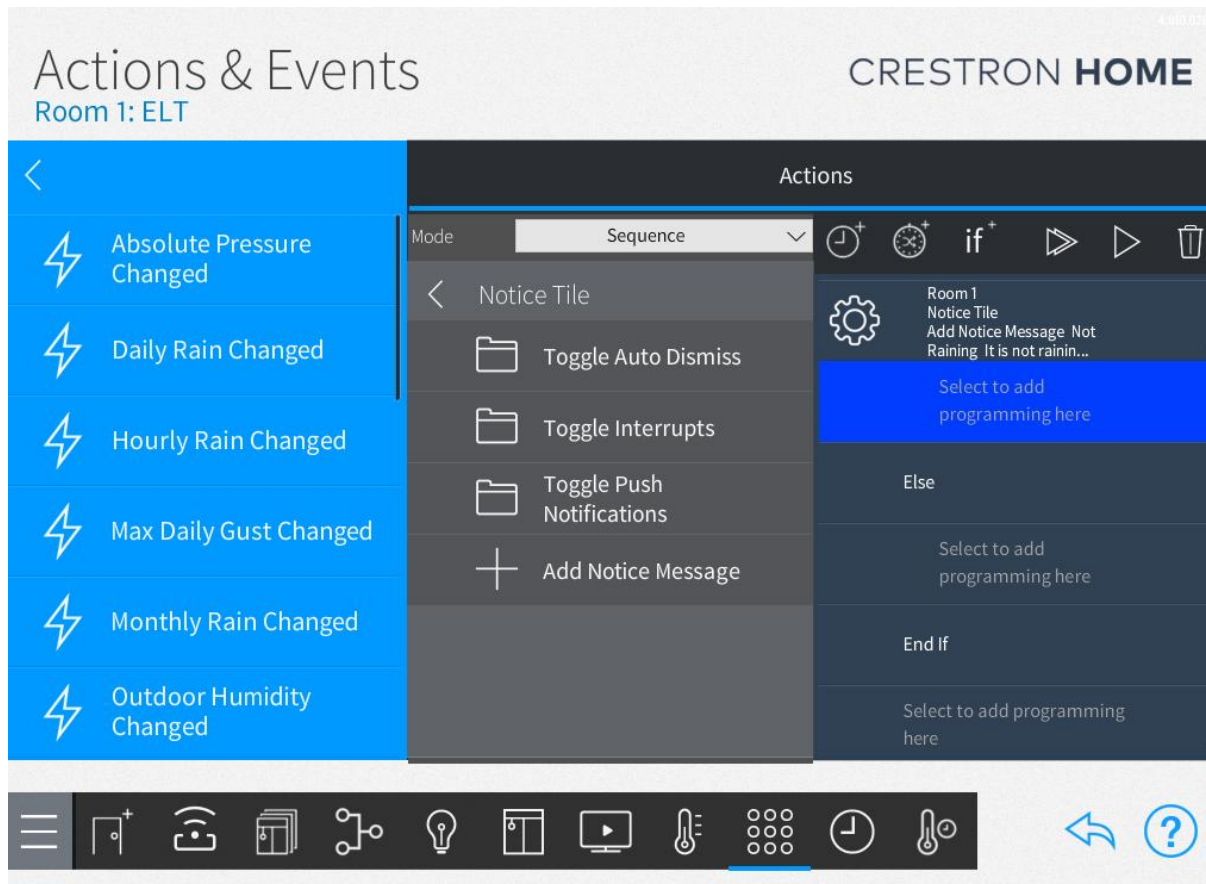 Actions & Events
CRESTRON HOME
Room 1: ELT
Actions
Absolute Pressure
Changed
Daily Rain Changed
Hourly Rain Changed
Max Daily Gust Changed
Monthly Rain Changed
Outdoor Humidity
Changed
Mode
Sequence
Notice Tile
Toggle Auto Dismiss
Toggle Interrupts
Toggle Push
Notifications
Add Notice Message
if+
Room 1
Notice Tile
Add Notice Message Not
Raining It is not rainin...
Select to add
programming here
Else
Select to add
programming here
End If
Select to add programming
here
?